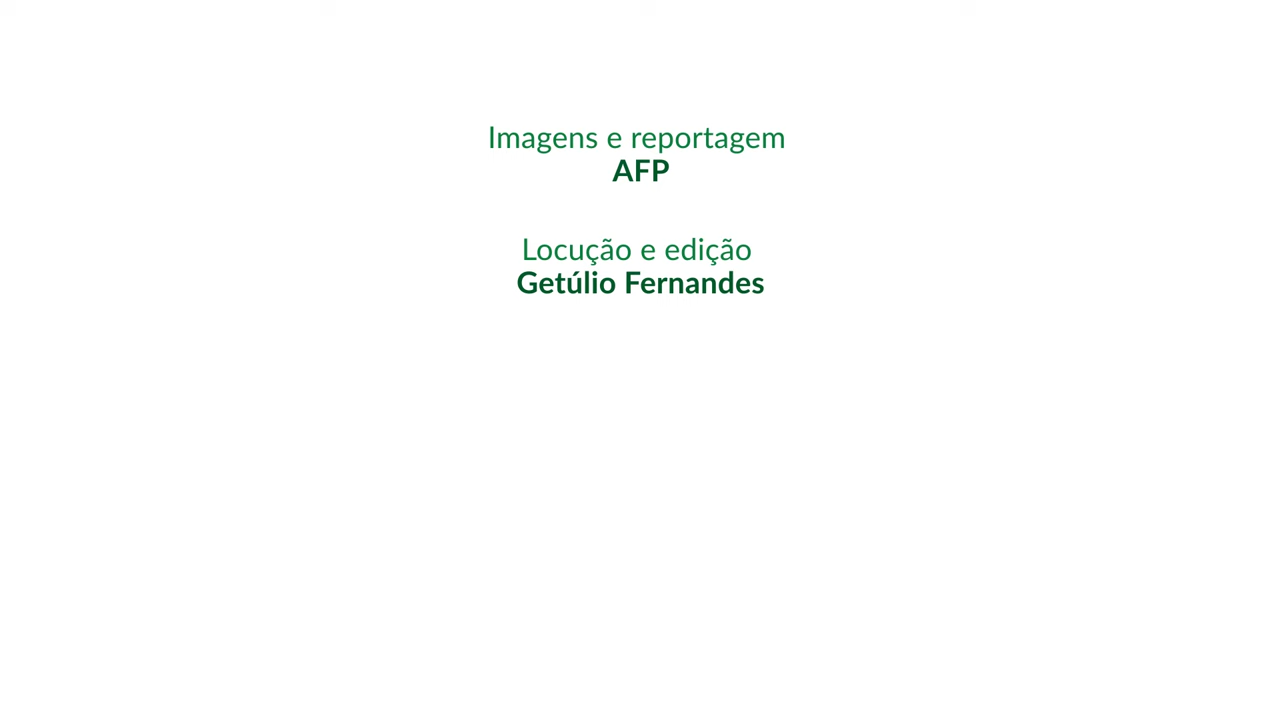 Imagens e reportagem
AFP
Locução e edição
Getúlio Fernandes